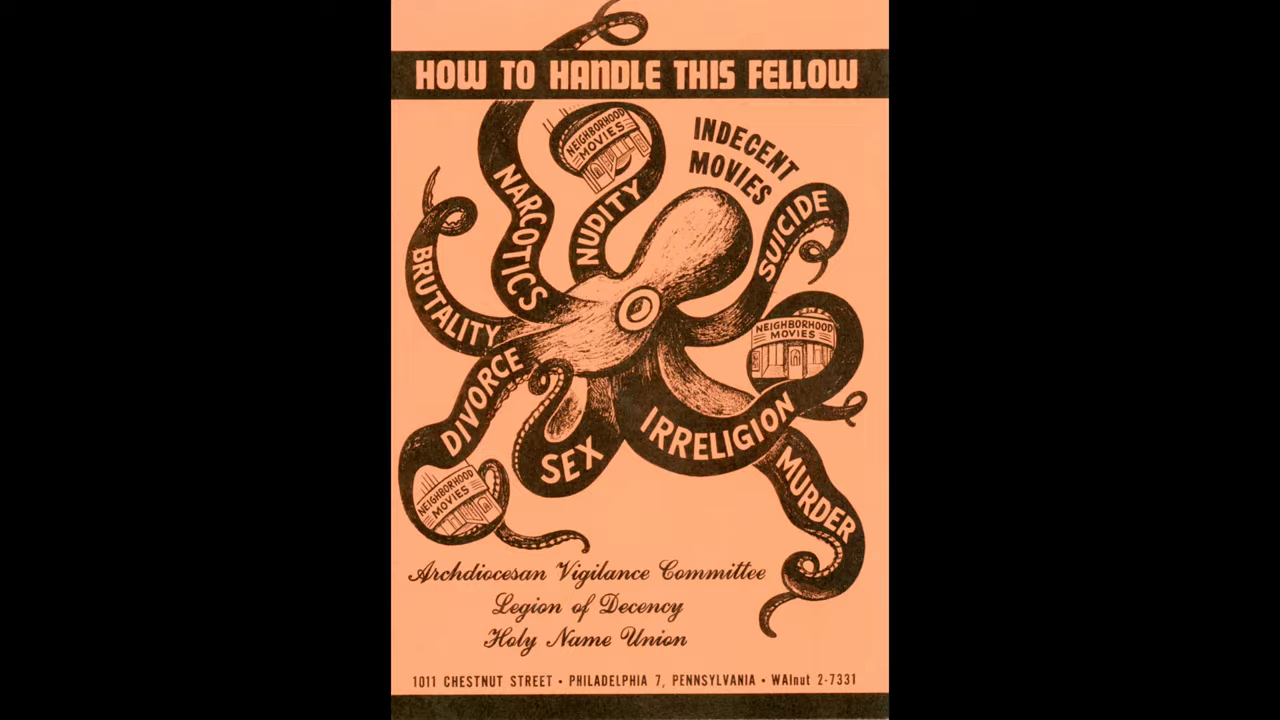 HOW TO HANDLE THIS FELLOW
INDECENT
MOVIES
NEIGHBORHOOD
MOVIES
NARCOTICS
NUDITY
SUICIDE
BRUTALITY
NEIGHBORHOOD
MOVIES
DIVORCE
SEX
IRRELIGION
MURDER
NEIGHBORHOOD
MOVIES
Archdiocesan Vigilance Committee
Legion of Decency
Holy Name Union
1011 CHESTNUT STREET • PHILADELPHIA 7, PENNSYLVANIA • WAlnut 2-7331